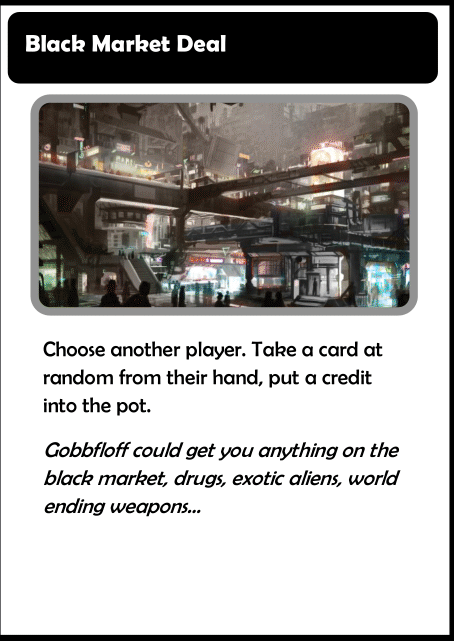 Black Market Deal
Choose another player. Take a card at
random from their hand, put a credit
into the pot.
Gobbfloff could get you anything on the
black market, drugs, exotic aliens, world
ending weapons...